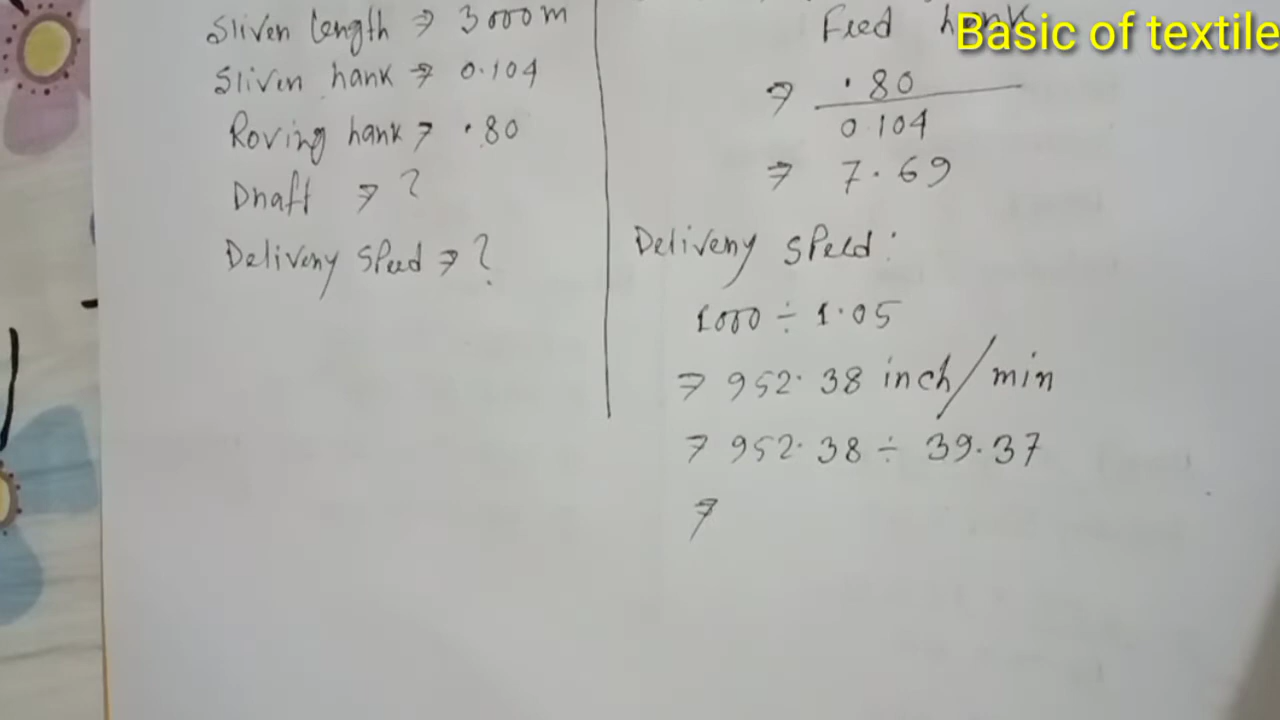 Sliver length ⇒ 3000m
Sliver hank ⇒ 0.104
Roving hank ⇒ .80
Draft ⇒ ?
Delivery speed ⇒ ?
Feed hank
Basic of textile
⇒ .80
0.104
⇒ 7.69
Delivery speed:
1000 ÷ 1.05
⇒ 952.38 inch/min
⇒ 952.38 ÷ 39.37
⇒